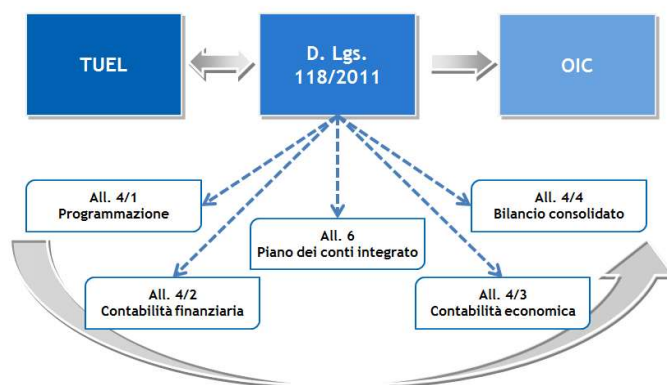 TUEL
D. Lgs.
118/2011
OIC
All. 4/1
Programmazione
All. 4/4
Bilancio consolidato
All. 6
Piano dei conti integrato
All. 4/2
Contabilità finanziaria
All. 4/3
Contabilità economica